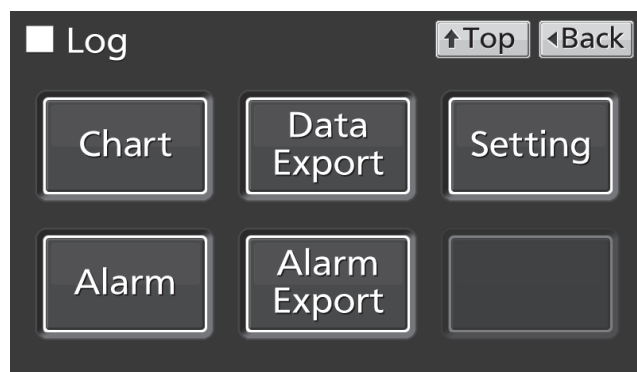 Log
↑Top
◂Back
Chart
Data
Export
Setting
Alarm
Alarm
Export